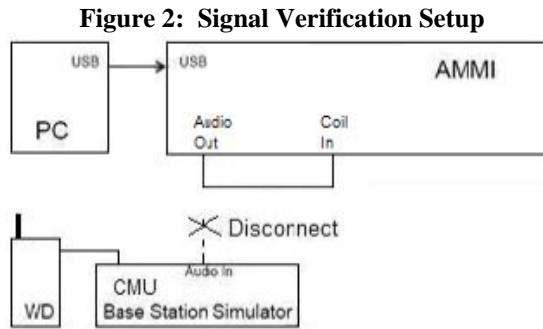 Figure 2: Signal Verification Setup
USB
USB
AMMI
PC
Audio
Out
Coil
In
Disconnect
Audio In
CMU
WD
Base Station Simulator